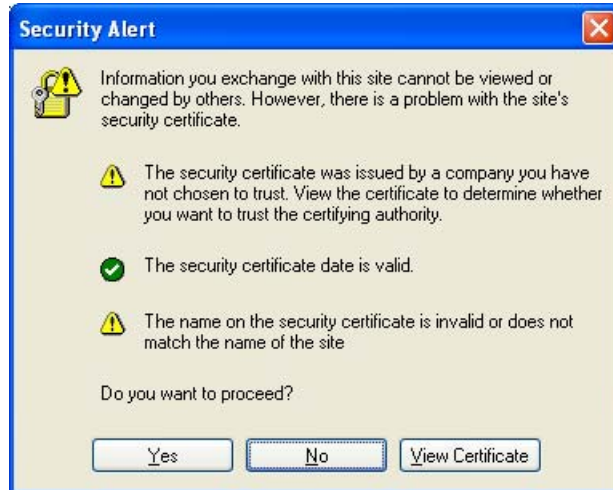 Security Alert
Information you exchange with this site cannot be viewed or
changed by others. However, there is a problem with the site's
security certificate.
The security certificate was issued by a company you have
not chosen to trust. View the certificate to determine whether
you want to trust the certifying authority.
The security certificate date is valid.
The name on the security certificate is invalid or does not
match the name of the site
Do you want to proceed?
Yes No View Certificate